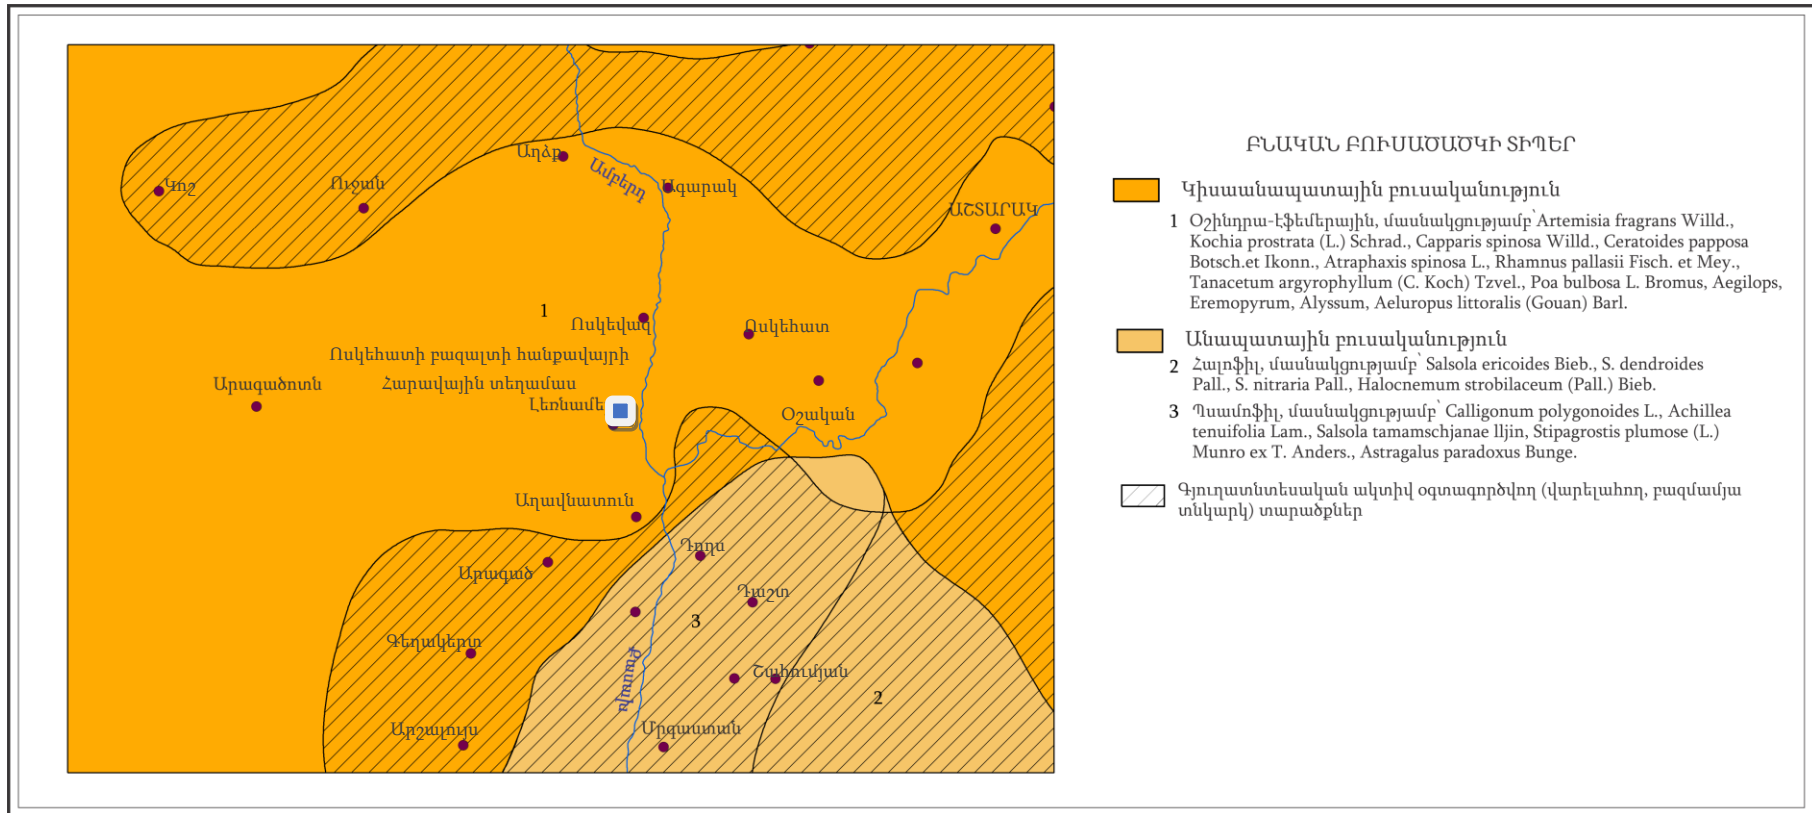 ԲՆԱԿԱՆ ԲՈՒՍԱԾԱԾԿԻ ՏԻՊԵՐ
Կիսաանապատային բուսականություն
1 Օշինդրա-էֆեմերային, մասնակցությամբ՝ Artemisia fragrans Willd.,
Kochia prostrata (L.) Schrad., Capparis spinosa Willd., Ceratoides papposa
Botsch.et Ikonn., Atraphaxis spinosa L., Rhamnus pallasii Fisch. et Mey.,
Tanacetum argyrophyllum (C. Koch) Tzvel., Poa bulbosa L. Bromus, Aegilops,
Eremopyrum, Alyssum, Aeluropus littoralis (Gouan) Barl.
Անապատային բուսականություն
2 Հալոֆիլ, մասնակցությամբ՝ Salsola ericoides Bieb., S. dendroides
Pall., S. nitraria Pall., Halocnemum strobilaceum (Pall.) Bieb.
3 Պսամոֆիլ, մասնակցությամբ՝ Calligonum polygonoides L., Achillea
tenuifolia Lam., Salsola tamamschjanae Iljin, Stipagrostis plumose (L.)
Munro ex T. Anders., Astragalus paradoxus Bunge.
Գյուղատնտեսական ակտիվ օգտագործվող (վարելահող, բազմամյա
տնկարկ) տարածքներ
Աղձք
Կոշ
Ուջան
Ամբերդ
Ագարակ
ԱՇՏԱՐԱԿ
1
Ոսկեվազ
Ոսկեհատ
Ոսկեհատի բազալտի հանքավայրի
Հարավային տեղամաս
Արագածոտն
Լեռնամե
Օշական
Աղավնատուն
Դողս
Արագած
Դաշտ
3
Գեղակերտ
Շահումյան
2
Արշալույս
Մրգաստան